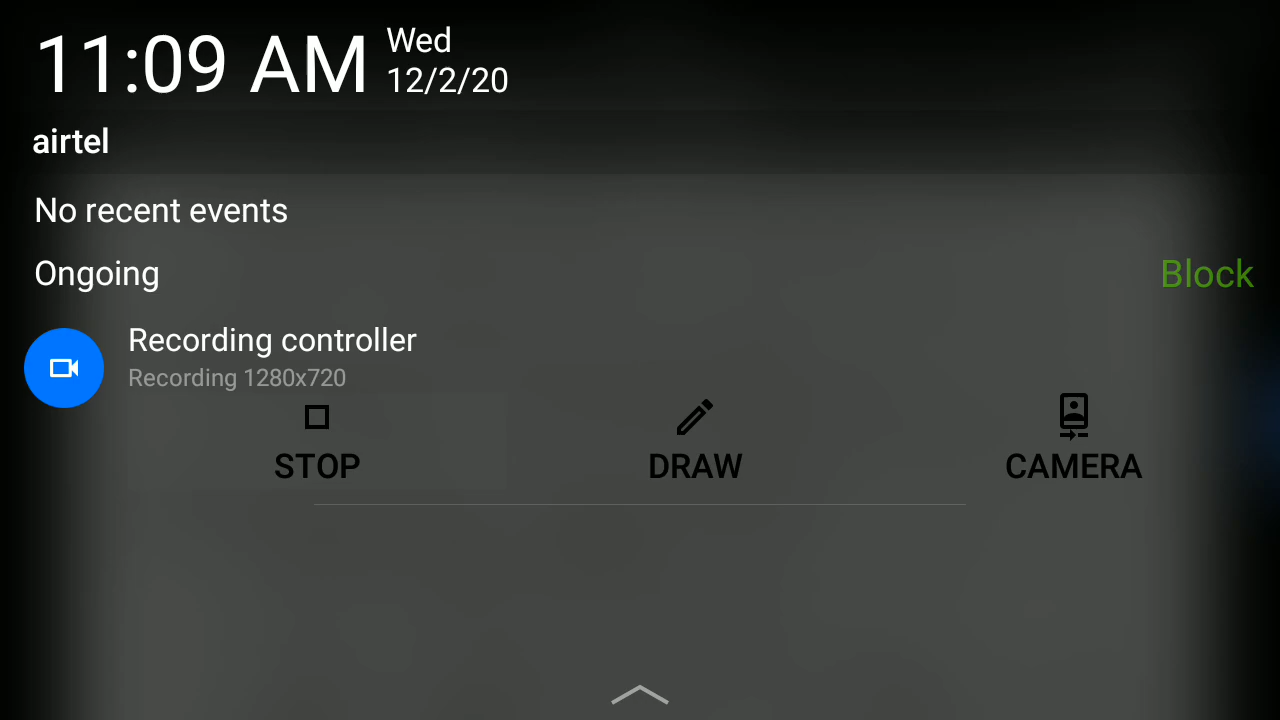 11:09 AM
Wed
12/2/20
airtel
No recent events
Ongoing
Block
Recording controller
Recording 1280x720
STOP
DRAW
CAMERA